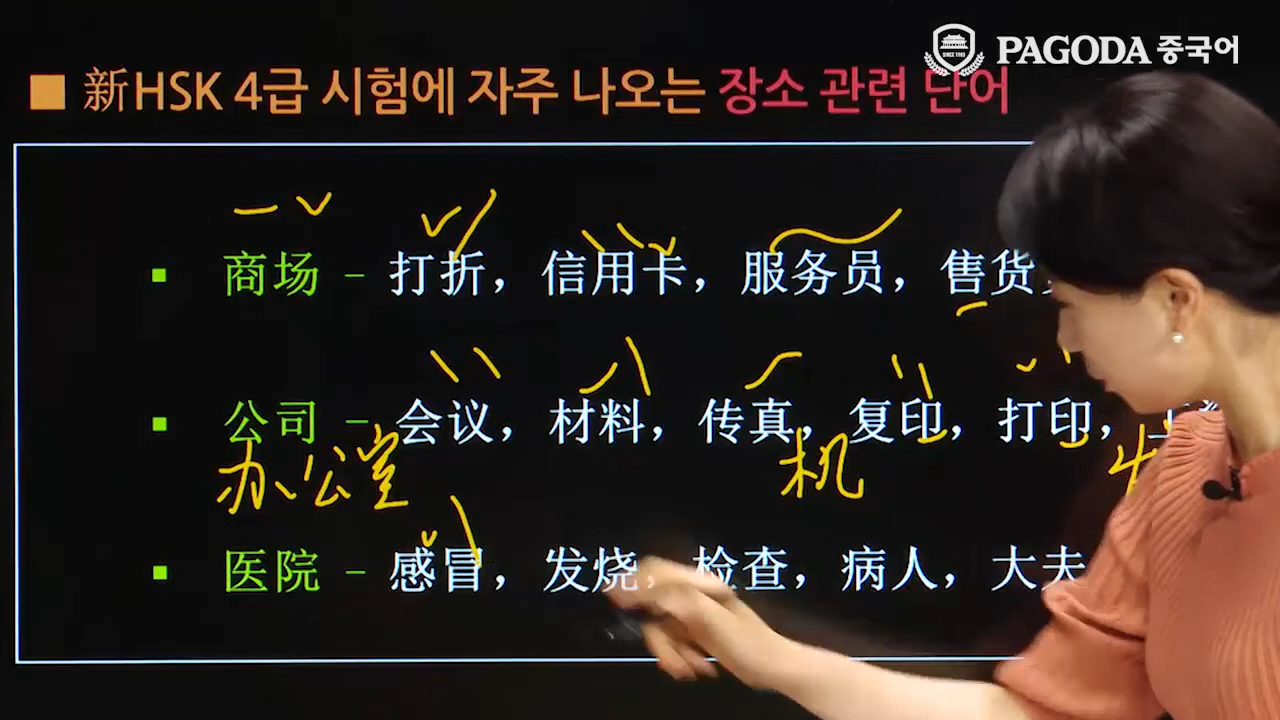 PAGODA 중국어
SINCE 1983
■ 新HSK 4급 시험에 자주 나오는 장소 관련 단어
▪ 商场 – 打折，信用卡，服务员，售货
▪ 公司 – 会议，材料，传真，复印，打印，
办公室 机
▪ 医院 – 感冒，发烧，检查，病人，大夫